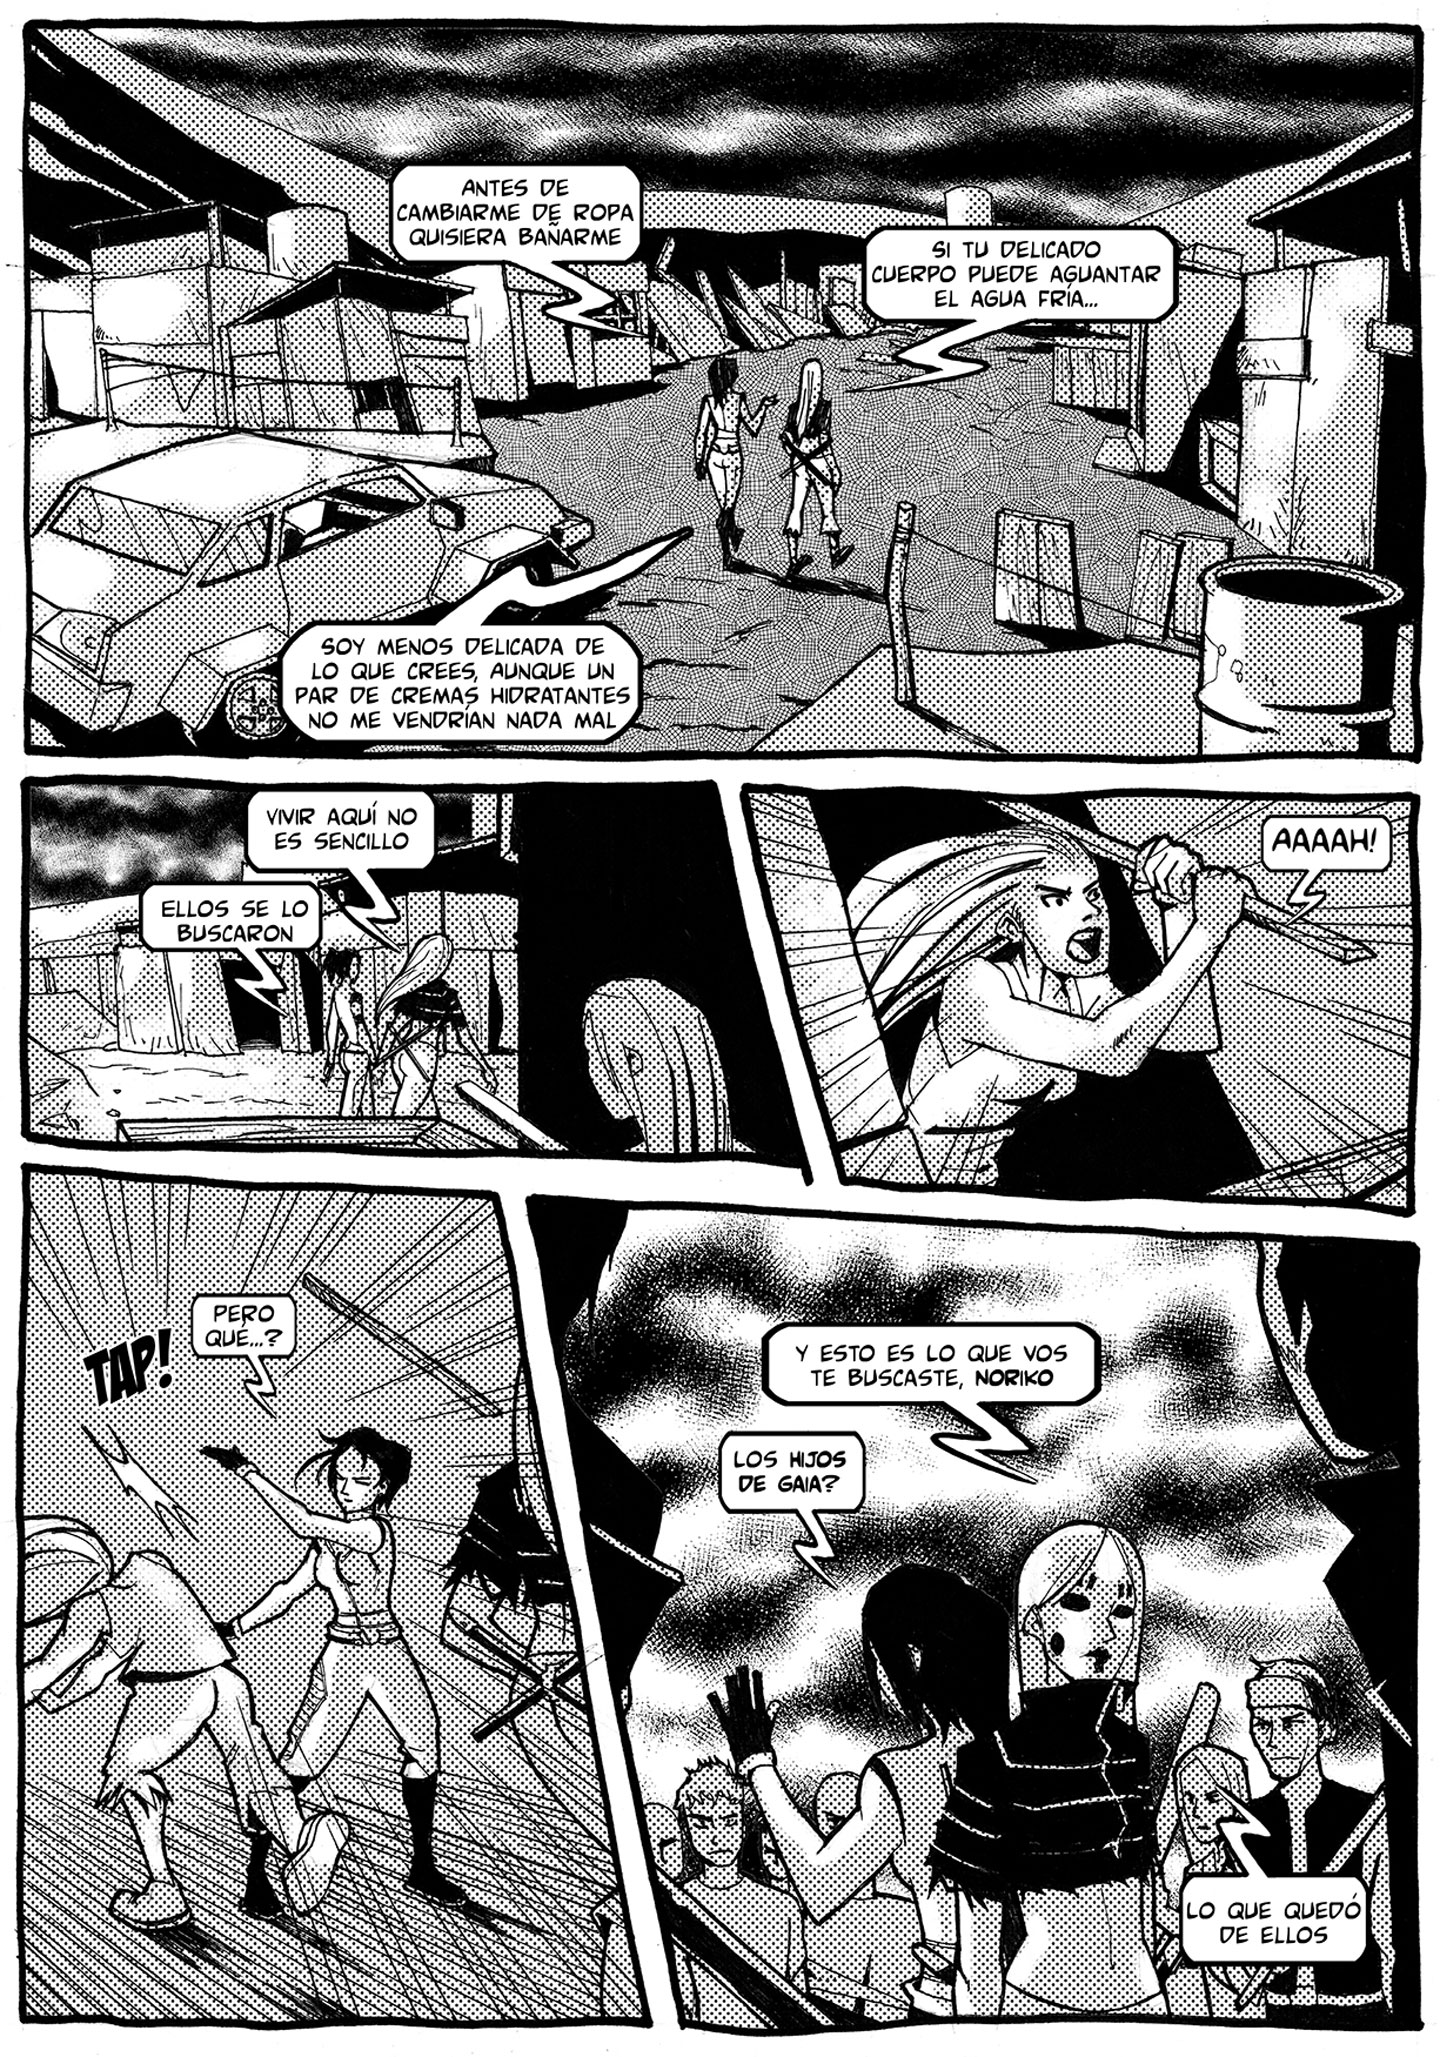 ANTES DE
CAMBIARME DE ROPA
QUISIERA BAÑARME
SI TU DELICADO
CUERPO PUEDE AGUANTAR
EL AGUA FRÍA...
SOY MENOS DELICADA DE
LO QUE CREES, AUNQUE UN
PAR DE CREMAS HIDRATANTES
NO ME VENDRÍAN NADA MAL
VIVIR AQUÍ NO
ES SENCILLO
ELLOS SE LO
BUSCARON
AAAAH!
TAP!
PERO
QUÉ...?
Y ESTO ES LO QUE VOS
TE BUSCASTE, NORIKO
LOS HIJOS
DE GAIA?
LO QUE QUEDÓ
DE ELLOS